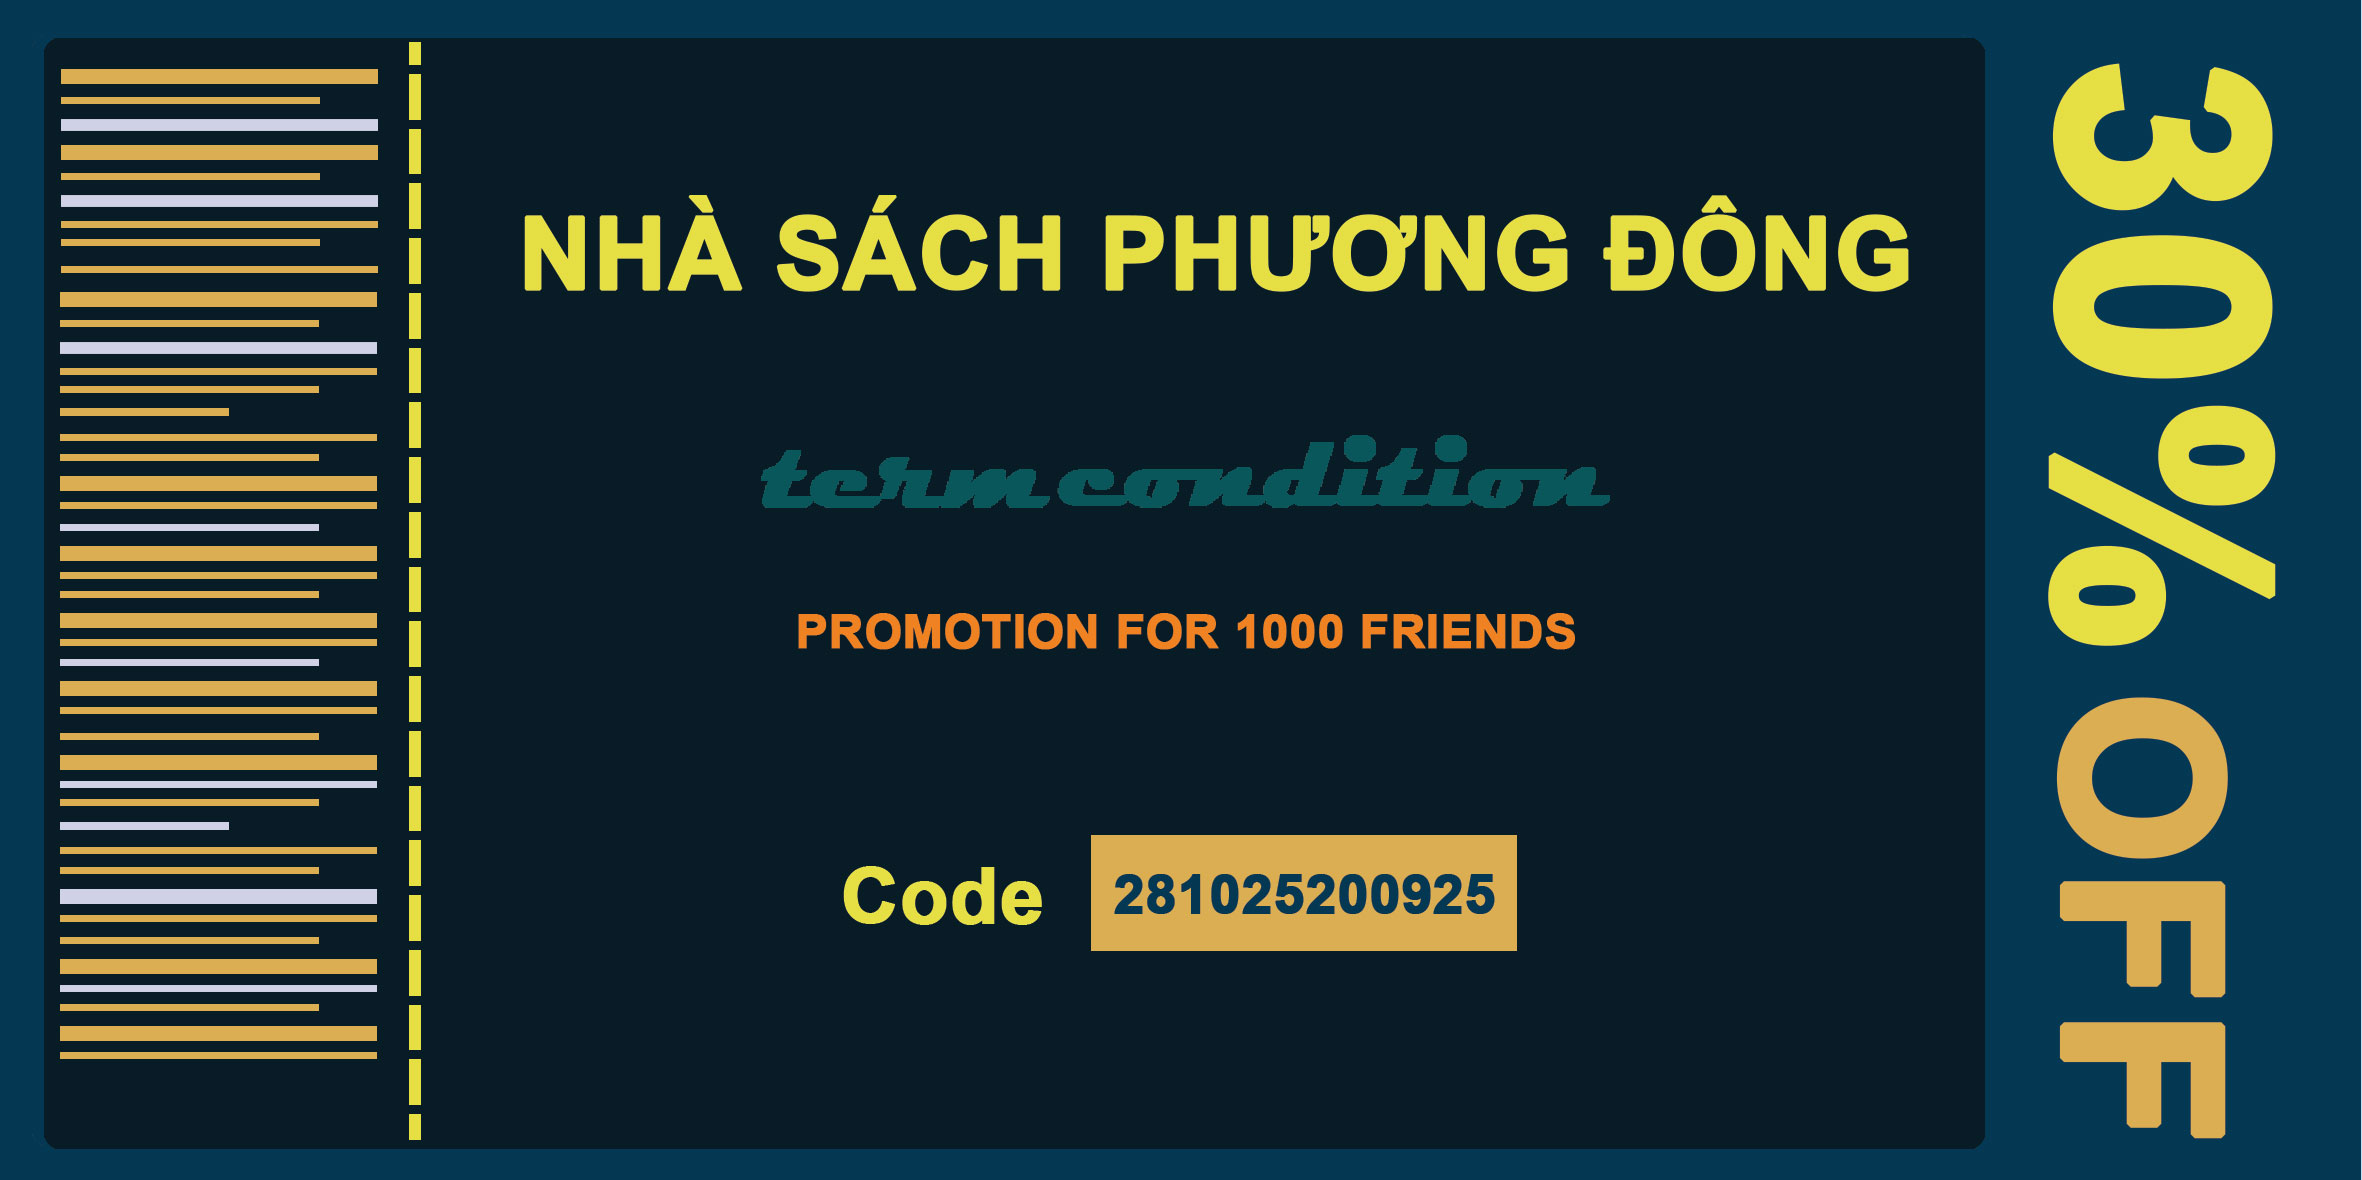 NHÀ SÁCH PHƯƠNG ĐÔNG
term condition
PROMOTION FOR 1000 FRIENDS
Code 281025200925
30% OFF